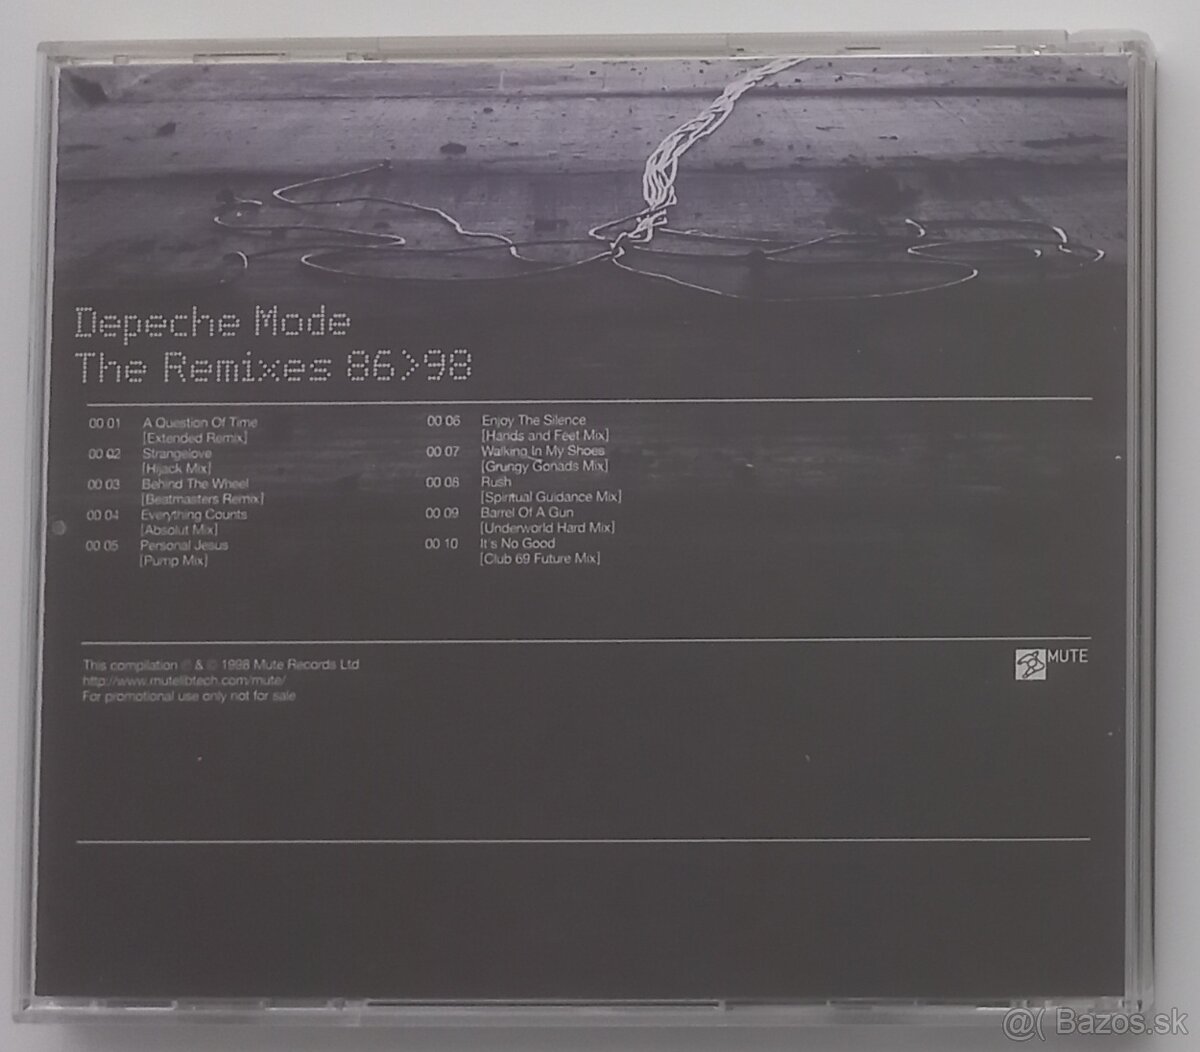 Depeche Mode
The Remixes 86>98
00 01 A Question Of Time
[Extended Remix]
00 02 Strangelove
[Hijack Mix]
00 03 Behind The Wheel
[Beatmasters Remix]
00 04 Everything Counts
[Absolut Mix]
00 05 Personal Jesus
[Pump Mix]
00 06 Enjoy The Silence
[Hands and Feet Mix]
00 07 Walking In My Shoes
[Grungy Gonads Mix]
00 08 Rush
[Spiritual Guidance Mix]
00 09 Barrel Of A Gun
[Underworld Hard Mix]
00 10 It's No Good
[Club 69 Future Mix]
This compilation ℗ & © 1998 Mute Records Ltd
http://www.mutelibtech.com/mute/
For promotional use only not for sale
MUTE
@( Bazos.sk